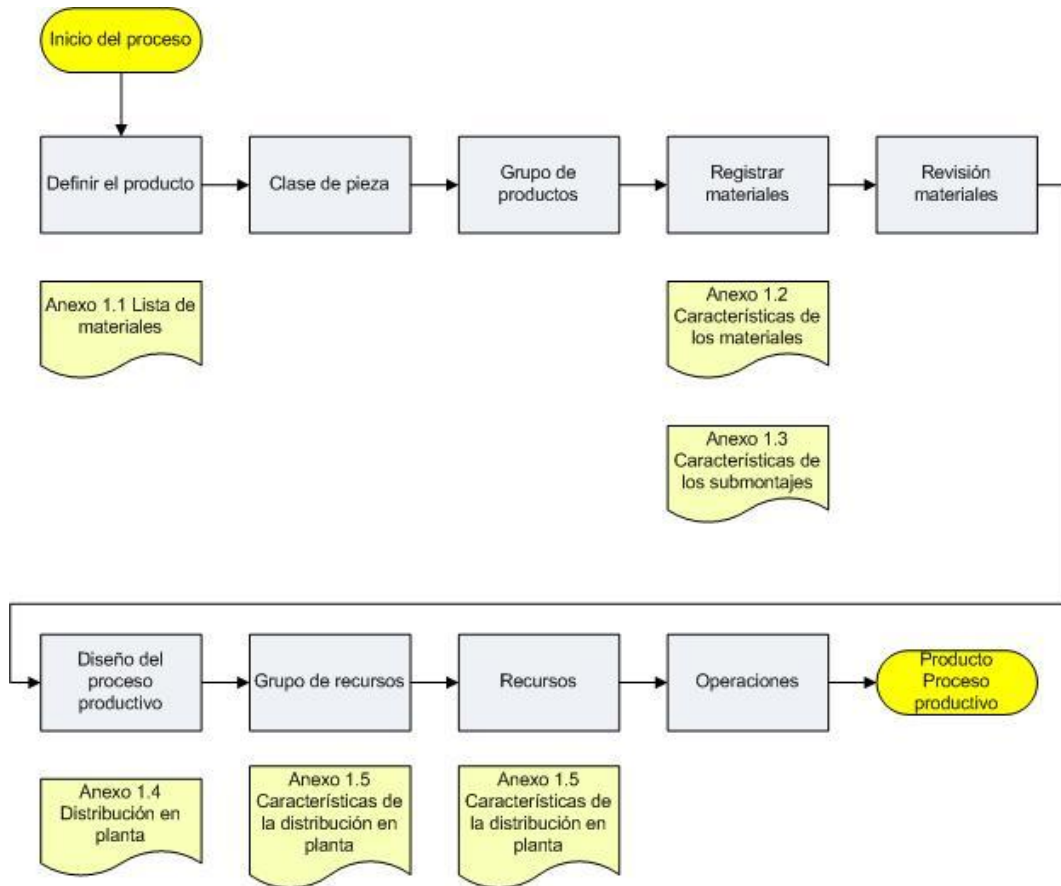 Inicio del proceso
Definir el producto
Clase de pieza
Grupo de
productos
Registrar
materiales
Revisión
materiales
Anexo 1.1 Lista de
materiales
Anexo 1.2
Características de
los materiales
Anexo 1.3
Características de
los submontajes
Diseño del
proceso
productivo
Grupo de recursos
Recursos
Operaciones
Producto
Proceso
productivo
Anexo 1.4
Distribución en
planta
Anexo 1.5
Características de
la distribución en
planta
Anexo 1.5
Características de
la distribución en
planta